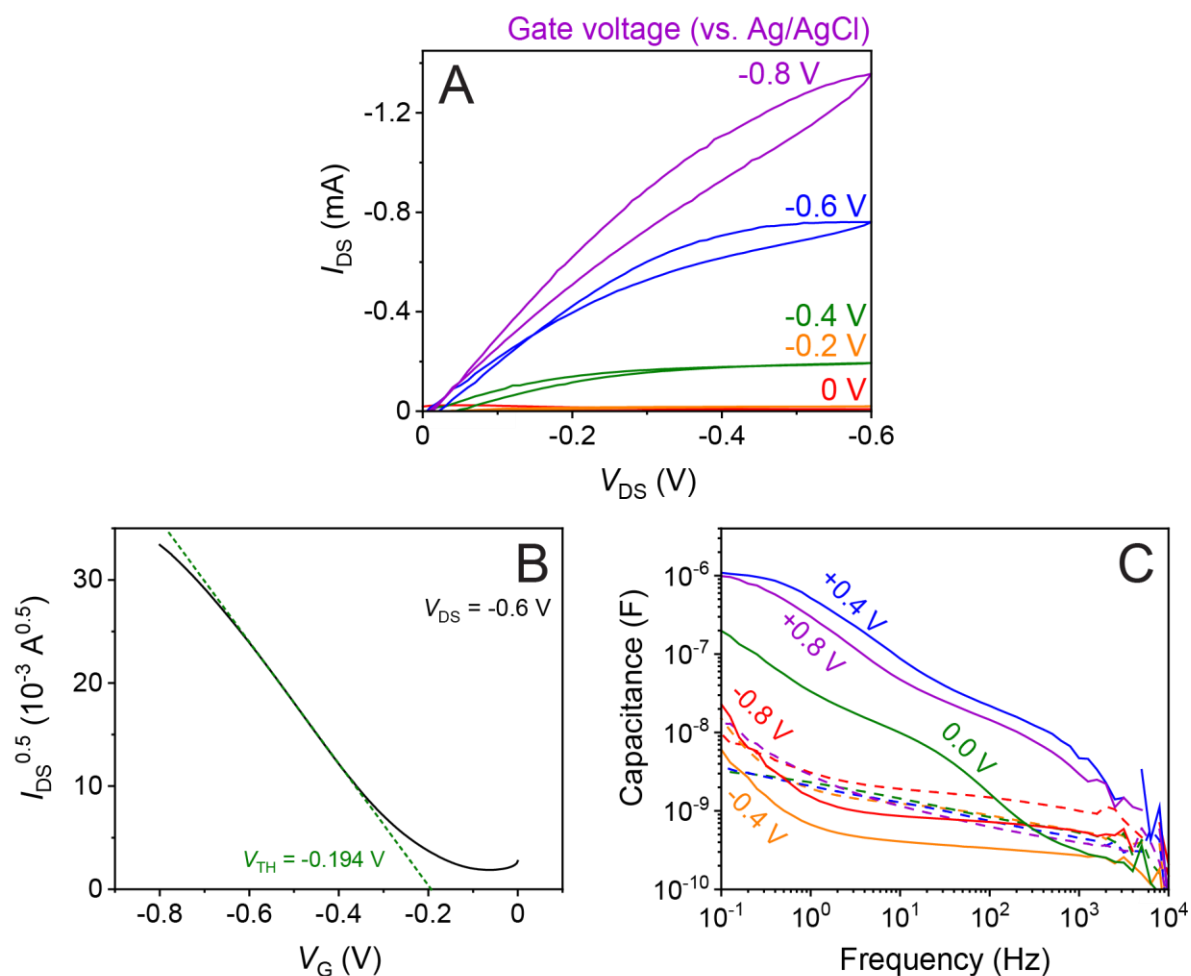 Gate voltage (vs. Ag/AgCl)
A
-0.8 V
-1.2
-0.8
-0.6 V
-0.4
-0.4 V
-0.2 V
0 V
0
I_DS (mA)
0
-0.2
-0.4
-0.6
V_DS (V)
B
30
20
10
0
I_DS^0.5 (10^-3 A^0.5)
V_DS = -0.6 V
V_TH = -0.194 V
-0.8
-0.6
-0.4
-0.2
0
V_G (V)
C
10^-6
10^-7
10^-8
10^-9
10^-10
Capacitance (F)
+0.4 V
+0.8 V
-0.8 V
0.0 V
-0.4 V
10^-1
10^0
10^1
10^2
10^3
10^4
Frequency (Hz)